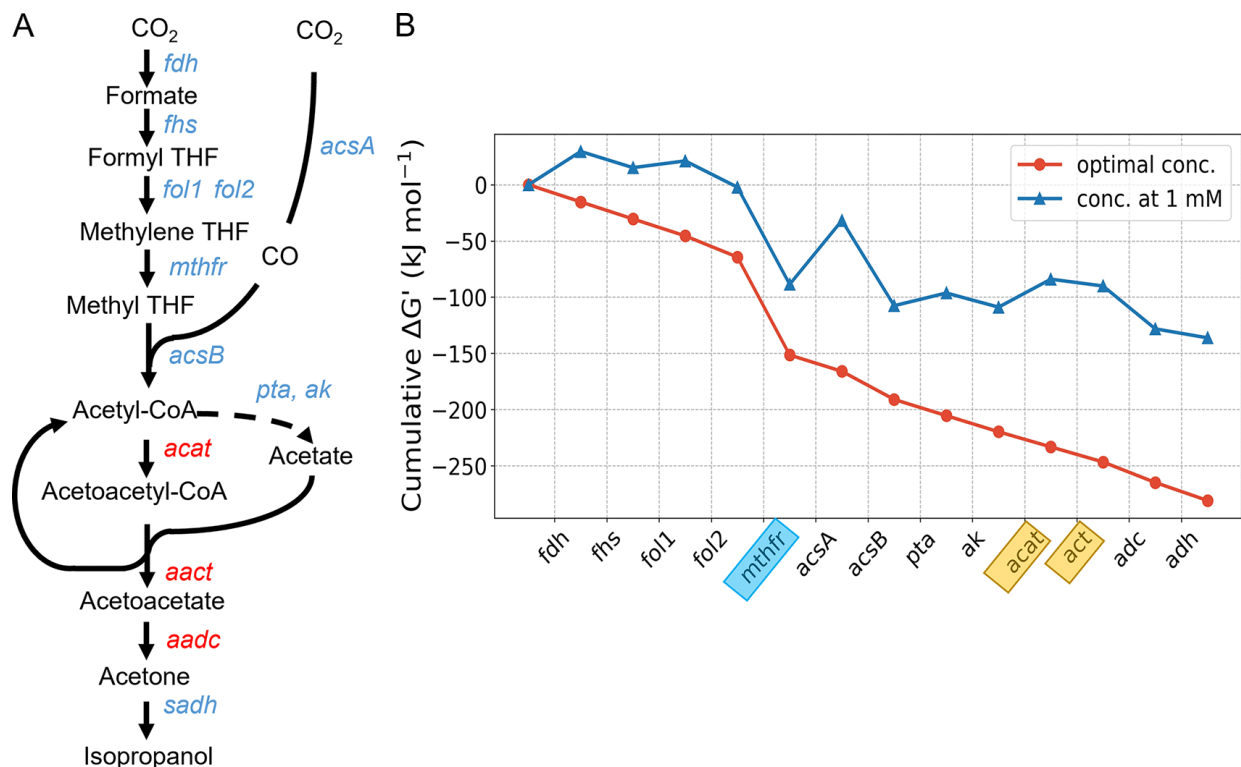 A
CO₂
CO₂
fdh
Formate
fhs
Formyl THF
acsA
fol1 fol2
Methylene THF
mthfr
CO
Methyl THF
acsB
pta, ak
Acetyl-CoA
acat
Acetate
Acetoacetyl-CoA
aact
Acetoacetate
aadc
Acetone
sadh
Isopropanol
B
Cumulative ΔG' (kJ mol⁻¹)
0
−50
−100
−150
−200
−250
optimal conc.
conc. at 1 mM
fdh
fhs
fol1
fol2
mthfr
acsA
acsB
pta
ak
acat
act
adc
adh